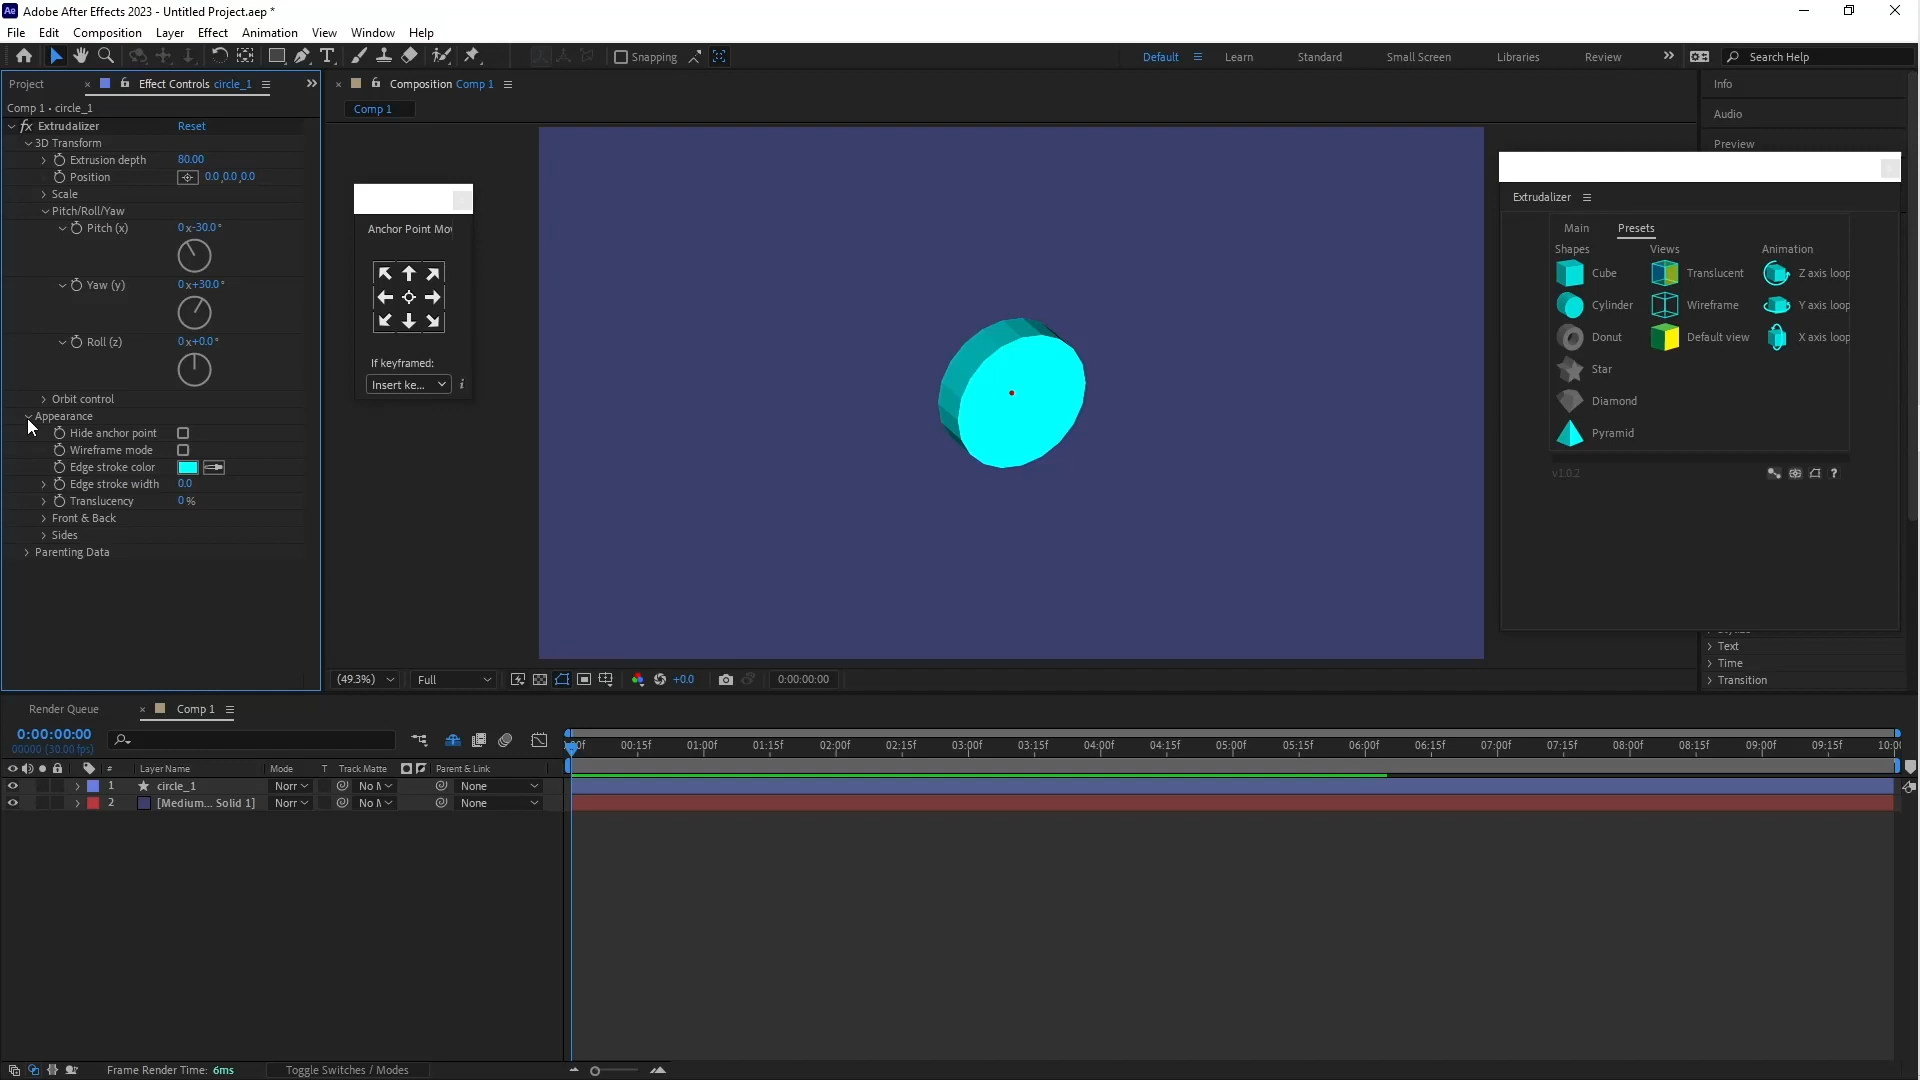 Ae Adobe After Effects 2023 - Untitled Project.aep *
File Edit Composition Layer Effect Animation View Window Help
Snapping
Default Learn Standard Small Screen Libraries Review Search Help
Project Effect Controls circle_1
Comp 1 • circle_1
fx Extrudalizer Reset
3D Transform
Extrusion depth 80.00
Position 0.0,0.0,0.0
Scale
Pitch/Roll/Yaw
Pitch (x) 0x-30.0°
Yaw (y) 0x+30.0°
Roll (z) 0x+0.0°
Orbit control
Appearance
Hide anchor point
Wireframe mode
Edge stroke color
Edge stroke width 0.0
Translucency 0 %
Front & Back
Sides
Parenting Data
Composition Comp 1
Comp 1
Anchor Point Mov
If keyframed:
Insert ke... i
(49.3%) Full +0.0 0:00:00:00
Info
Audio
Preview
Extrudalizer
Main Presets
Shapes Views Animation
Cube Translucent Z axis loop
Cylinder Wireframe Y axis loop
Donut Default view X axis loop
Star
Diamond
Pyramid
v1.0.2 ?
Text
Time
Transition
Render Queue Comp 1
0:00:00:00
00000 (30.00 fps)
:00f 00:15f 01:00f 01:15f 02:00f 02:15f 03:00f 03:15f 04:00f 04:15f 05:00f 05:15f 06:00f 06:15f 07:00f 07:15f 08:00f 08:15f 09:00f 09:15f 10:00
# Layer Name Mode T Track Matte Parent & Link
1 circle_1 Norr No M None
2 [Medium... Solid 1] Norr No M None
Frame Render Time: 6ms Toggle Switches / Modes